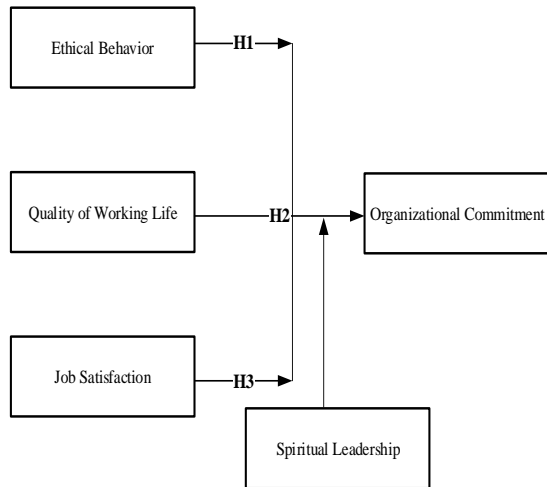 Ethical Behavior
H1
Quality of Working Life
H2
Organizational Commitment
Job Satisfaction
H3
Spiritual Leadership